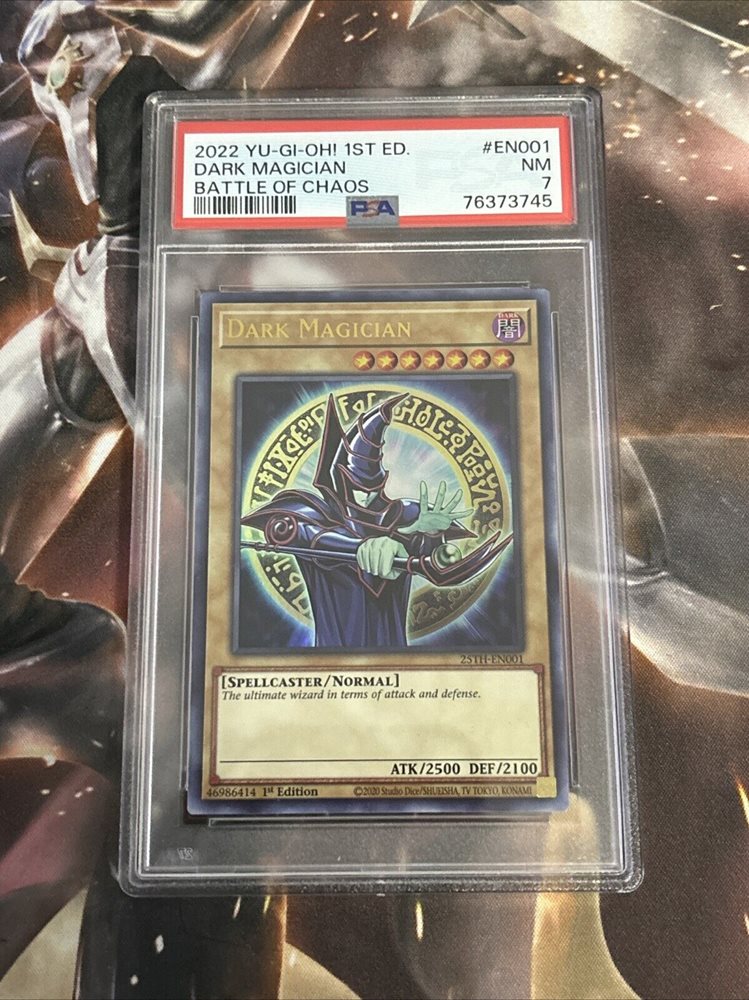 2022 YU-GI-OH! 1ST ED. #EN001
DARK MAGICIAN NM
BATTLE OF CHAOS 7
PSA 76373745
DARK MAGICIAN
DARK
闇
25TH-EN001
[SPELLCASTER/NORMAL]
The ultimate wizard in terms of attack and defense.
ATK/2500 DEF/2100
46986414 1st Edition ©2020 Studio Dice/SHUEISHA, TV TOKYO, KONAMI